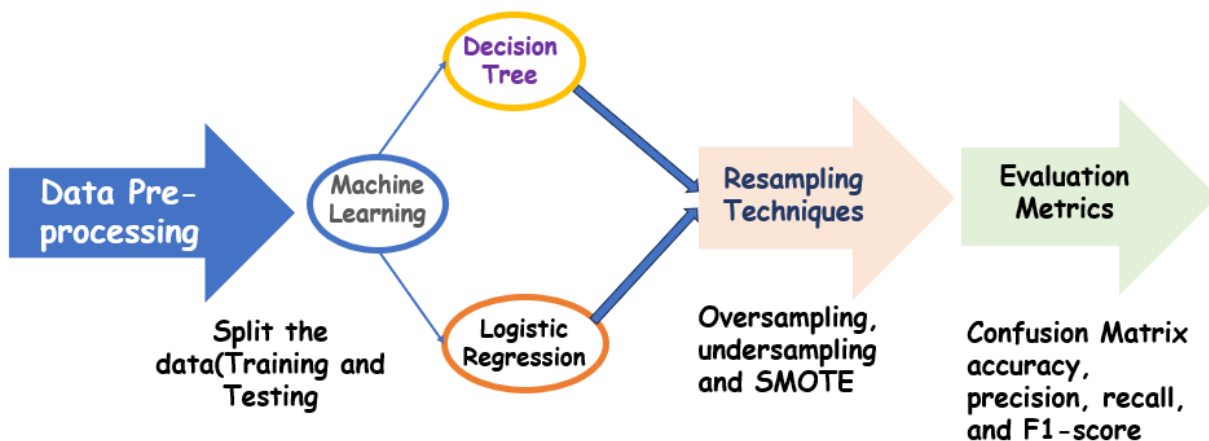 Data Pre-
processing
Split the
data(Training and
Testing
Machine
Learning
Decision
Tree
Logistic
Regression
Resampling
Techniques
Oversampling,
undersampling
and SMOTE
Evaluation
Metrics
Confusion Matrix
accuracy,
precision, recall,
and F1-score